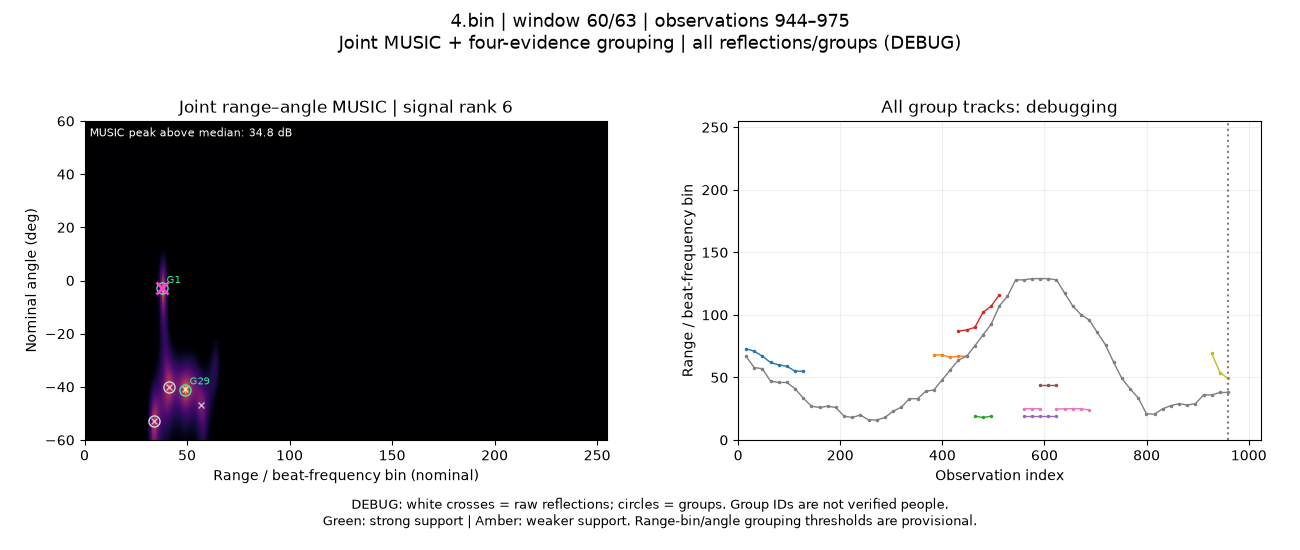 4.bin | window 60/63 | observations 944–975
Joint MUSIC + four-evidence grouping | all reflections/groups (DEBUG)
Joint range–angle MUSIC | signal rank 6
MUSIC peak above median: 34.8 dB
60
40
20
0
−20
−40
−60
Nominal angle (deg)
G1
G29
0
50
100
150
200
250
Range / beat-frequency bin (nominal)
All group tracks: debugging
250
200
150
100
50
0
Range / beat-frequency bin
0
200
400
600
800
1000
Observation index
DEBUG: white crosses = raw reflections; circles = groups. Group IDs are not verified people.
Green: strong support | Amber: weaker support. Range-bin/angle grouping thresholds are provisional.